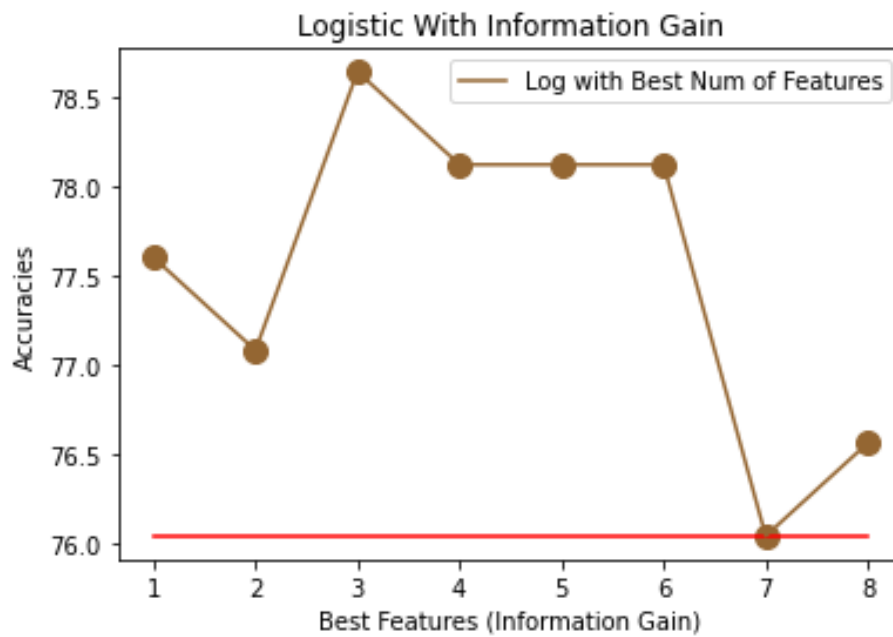 Logistic With Information Gain
Log with Best Num of Features
78.5
78.0
77.5
77.0
76.5
76.0
Accuracies
1 2 3 4 5 6 7 8
Best Features (Information Gain)